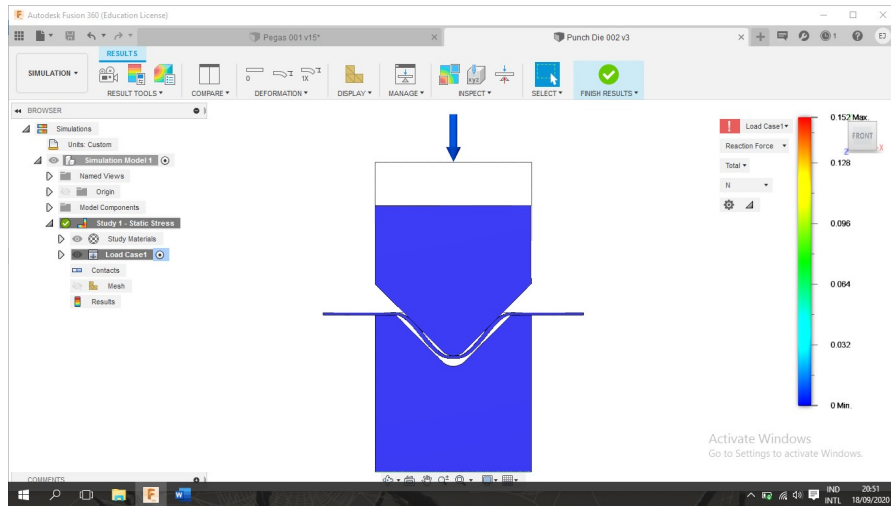 Autodesk Fusion 360 (Education License)
Pegas 001 v15*
Punch Die 002 v3
1
EJ
RESULTS
SIMULATION
RESULT TOOLS
COMPARE
DEFORMATION
DISPLAY
MANAGE
INSPECT
SELECT
FINISH RESULTS
0
1X
BROWSER
Simulations
Units: Custom
Simulation Model 1
Named Views
Origin
Model Components
Study 1 - Static Stress
Study Materials
Load Case1
Contacts
Mesh
Results
Load Case1
Reaction Force
Total
N
0.152 Max.
0.128
0.096
0.064
0.032
0 Min.
FRONT
Z
X
Activate Windows
Go to Settings to activate Windows.
COMMENTS
IND
INTL
20:51
18/09/2020